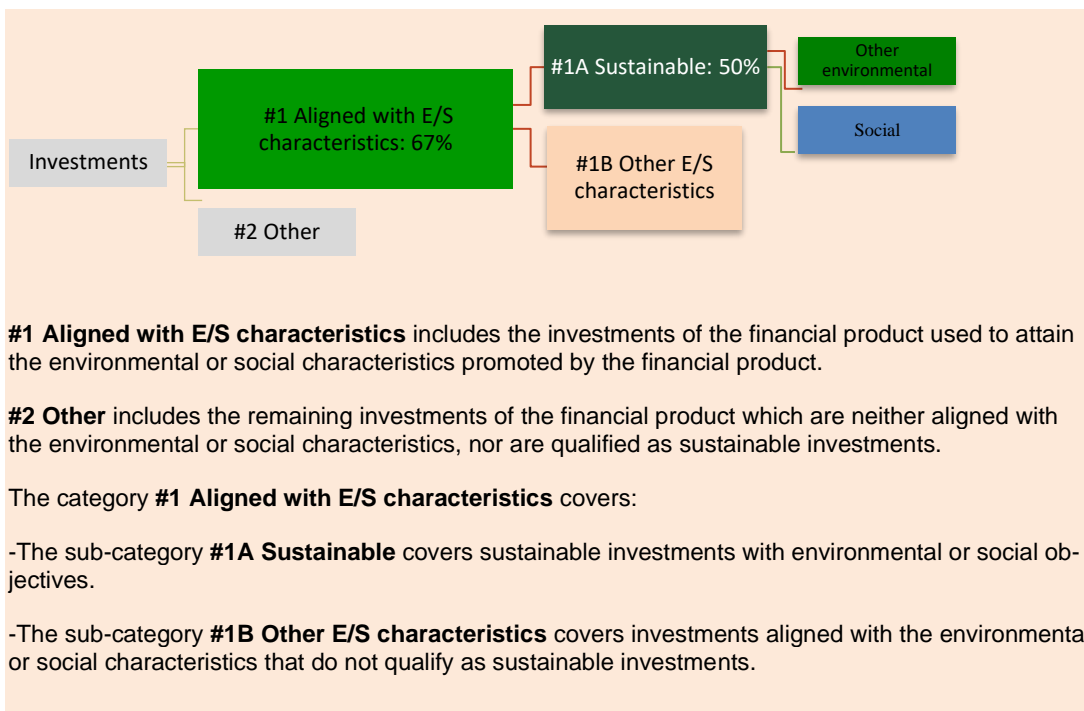 Other
environmental
#1A Sustainable: 50%
#1 Aligned with E/S
characteristics: 67%
Social
Investments
#1B Other E/S
characteristics
#2 Other
#1 Aligned with E/S characteristics includes the investments of the financial product used to attain
the environmental or social characteristics promoted by the financial product.
#2 Other includes the remaining investments of the financial product which are neither aligned with
the environmental or social characteristics, nor are qualified as sustainable investments.
The category #1 Aligned with E/S characteristics covers:
-The sub-category #1A Sustainable covers sustainable investments with environmental or social ob-
jectives.
-The sub-category #1B Other E/S characteristics covers investments aligned with the environmenta
or social characteristics that do not qualify as sustainable investments.